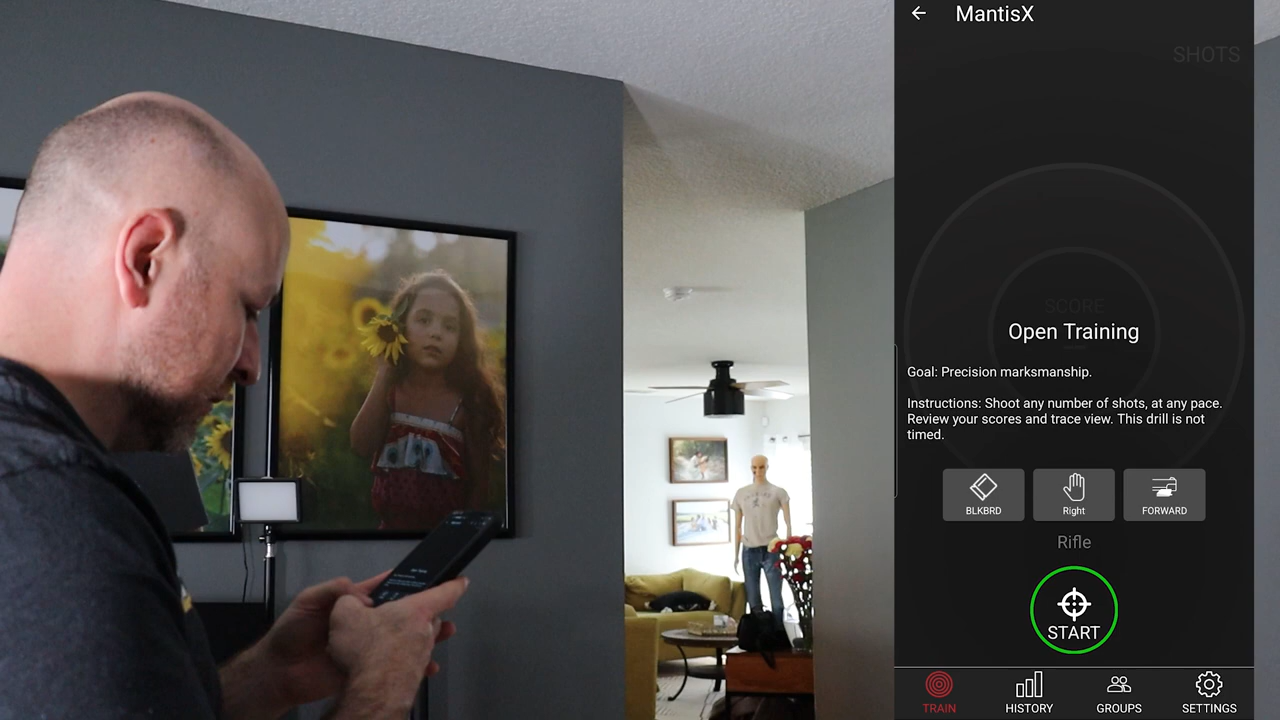 MantisX
SHOTS
SCORE
Open Training
Goal: Precision marksmanship.
Instructions: Shoot any number of shots, at any pace.
Review your scores and trace view. This drill is not
timed.
BLKBRD
Right
FORWARD
Rifle
START
TRAIN
HISTORY
GROUPS
SETTINGS